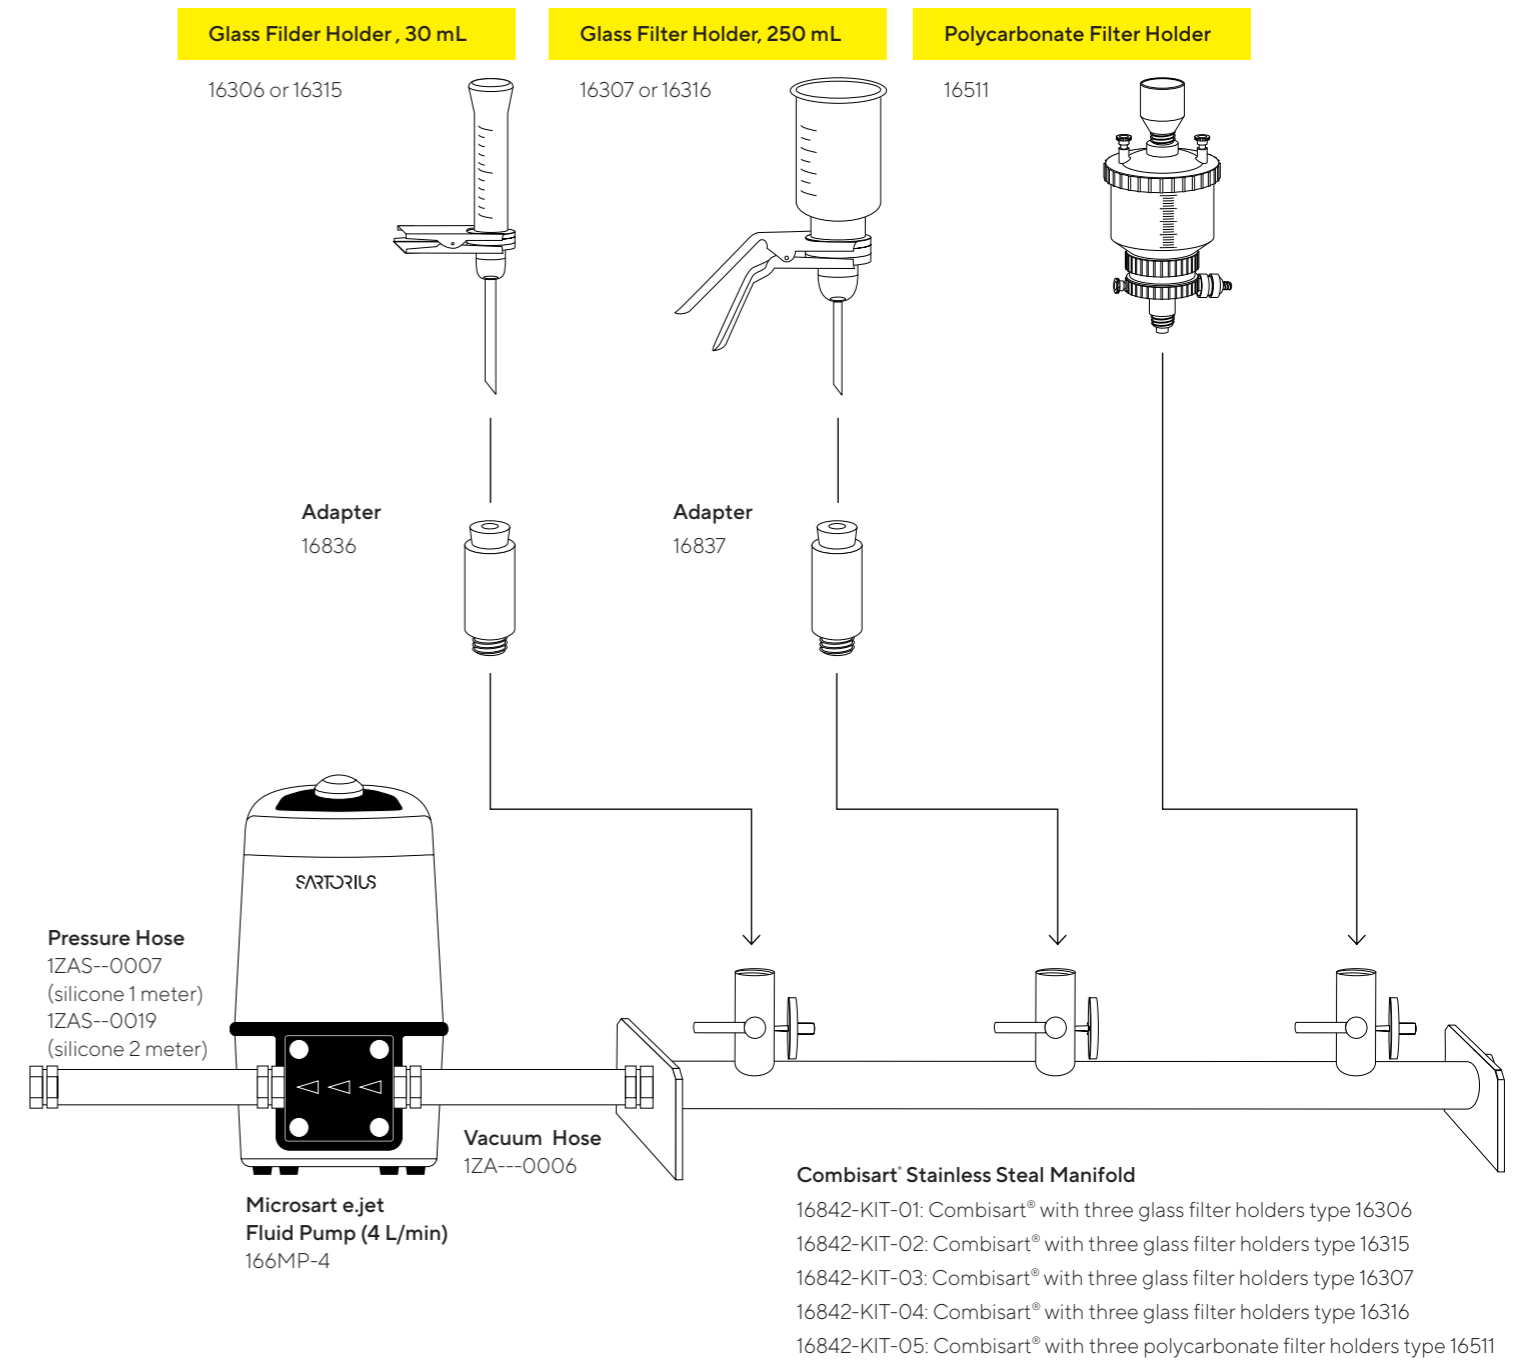 Glass Filder Holder , 30 mL
16306 or 16315
Glass Filter Holder, 250 mL
16307 or 16316
Polycarbonate Filter Holder
16511
Adapter
16836
Adapter
16837
SARTORIUS
Pressure Hose
1ZAS--0007
(silicone 1 meter)
1ZAS--0019
(silicone 2 meter)
Vacuum Hose
1ZA---0006
Microsart e.jet
Fluid Pump (4 L/min)
166MP-4
Combisart® Stainless Steal Manifold
16842-KIT-01: Combisart® with three glass filter holders type 16306
16842-KIT-02: Combisart® with three glass filter holders type 16315
16842-KIT-03: Combisart® with three glass filter holders type 16307
16842-KIT-04: Combisart® with three glass filter holders type 16316
16842-KIT-05: Combisart® with three polycarbonate filter holders type 16511